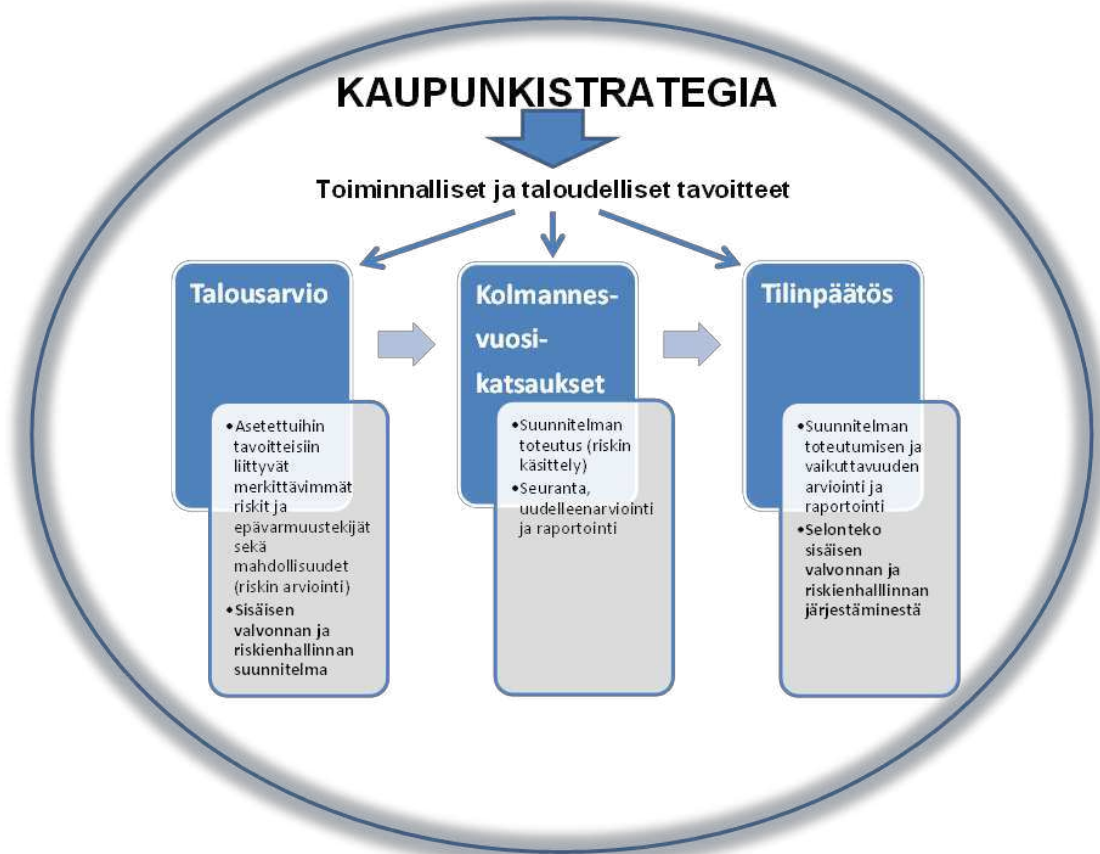 KAUPUNKISTRATEGIA
Toiminnalliset ja taloudelliset tavoitteet
Talousarvio
•Asetettuihin
tavoitteisiin
liittyvät
merkittävimmät
riskit ja
epävarmuustekijät
sekä
mahdollisuudet
(riskin arviointi)
•Sisäisen
valvonnan ja
riskienhallinnan
suunnitelma
Kolmannes-
vuosi-
katsaukset
•Suunnitelman
toteutus (riskin
käsittely)
•Seuranta,
uudelleenarviointi
ja raportointi
Tilinpäätös
•Suunnitelman
toteutumisen ja
vaikuttavuuden
arviointi ja
raportointi
•Selonteko
sisäisen
valvonnan ja
riskienhalllinnan
järjestäminestä